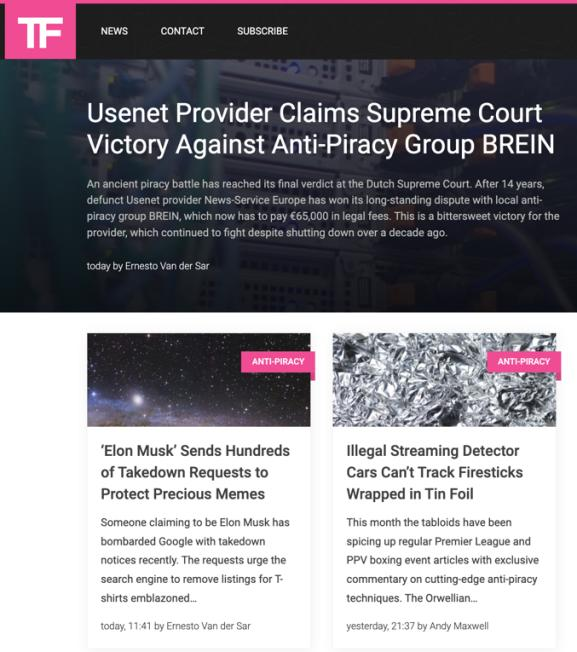 TF
NEWS
CONTACT
SUBSCRIBE
Usenet Provider Claims Supreme Court
Victory Against Anti-Piracy Group BREIN
An ancient piracy battle has reached its final verdict at the Dutch Supreme Court. After 14 years,
defunct Usenet provider News-Service Europe has won its long-standing dispute with local anti-
piracy group BREIN, which now has to pay €65,000 in legal fees. This is a bittersweet victory for the
provider, which continued to fight despite shutting down over a decade ago.
today by Ernesto Van der Sar
ANTI-PIRACY
‘Elon Musk’ Sends Hundreds
of Takedown Requests to
Protect Precious Memes
Someone claiming to be Elon Musk has
bombarded Google with takedown
notices recently. The requests urge the
search engine to remove listings for T-
shirts emblazoned...
today, 11:41 by Ernesto Van der Sar
ANTI-PIRACY
Illegal Streaming Detector
Cars Can’t Track Firesticks
Wrapped in Tin Foil
This month the tabloids have been
spicing up regular Premier League and
PPV boxing event articles with exclusive
commentary on cutting-edge anti-piracy
techniques. The Orwellian...
yesterday, 21:37 by Andy Maxwell